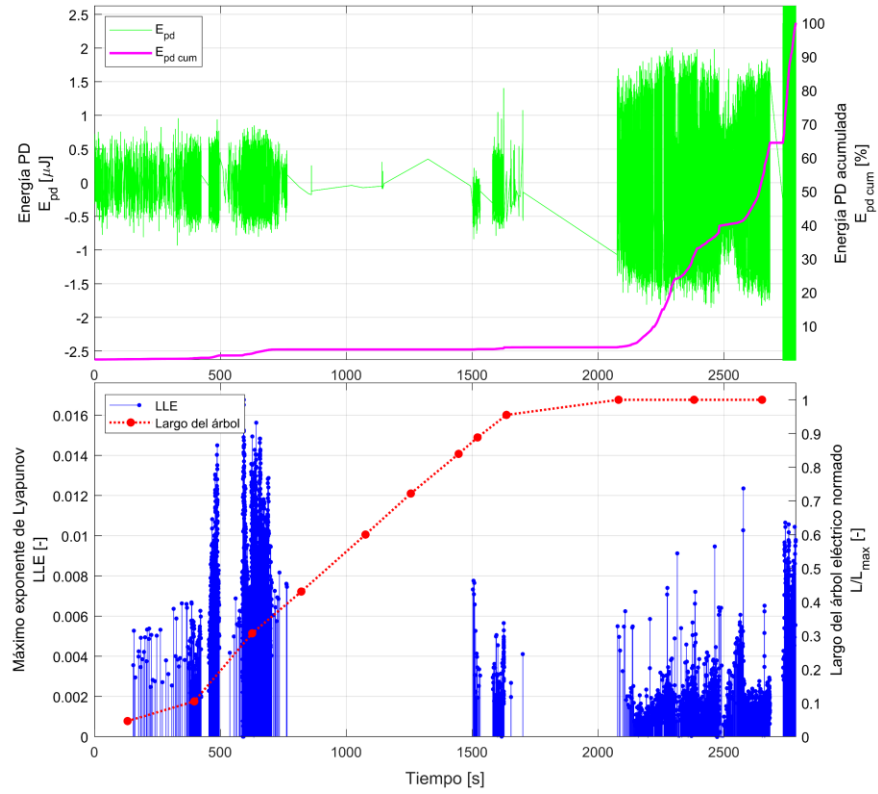 2.5
2
1.5
1
0.5
0
-0.5
-1
-1.5
-2
-2.5
Energía PD
E_pd [μJ]
E_pd
E_pd cum
100
90
80
70
60
50
40
30
20
10
Energía PD acumulada
E_pd cum [%]
0 500 1000 1500 2000 2500
0.016
0.014
0.012
0.01
0.008
0.006
0.004
0.002
0
Máximo exponente de Lyapunov
LLE [-]
LLE
Largo del árbol
1
0.9
0.8
0.7
0.6
0.5
0.4
0.3
0.2
0.1
0
Largo del árbol eléctrico normado
L/L_max [-]
0 500 1000 1500 2000 2500
Tiempo [s]